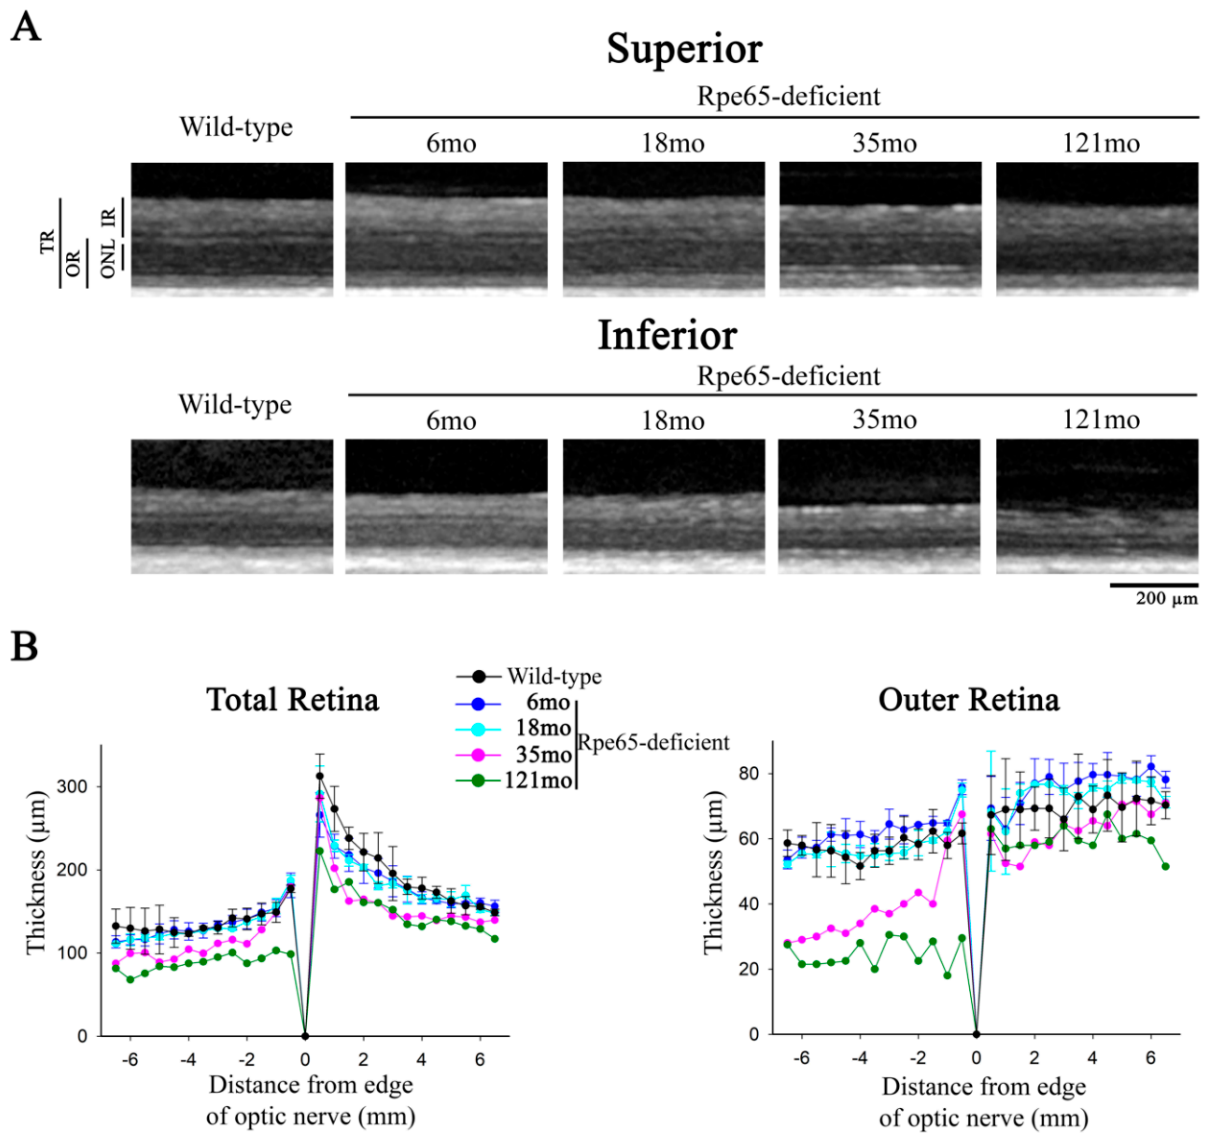 A
Superior
Rpe65-deficient
Wild-type
6mo
18mo
35mo
121mo
TR
OR
IR
ONL
Inferior
Rpe65-deficient
Wild-type
6mo
18mo
35mo
121mo
200 μm
B
Total Retina
Wild-type
6mo
18mo
35mo
121mo
Rpe65-deficient
Outer Retina
Thickness (μm)
300
200
100
0
-6
-4
-2
0
2
4
6
Distance from edge
of optic nerve (mm)
Thickness (μm)
80
60
40
20
0
-6
-4
-2
0
2
4
6
Distance from edge
of optic nerve (mm)